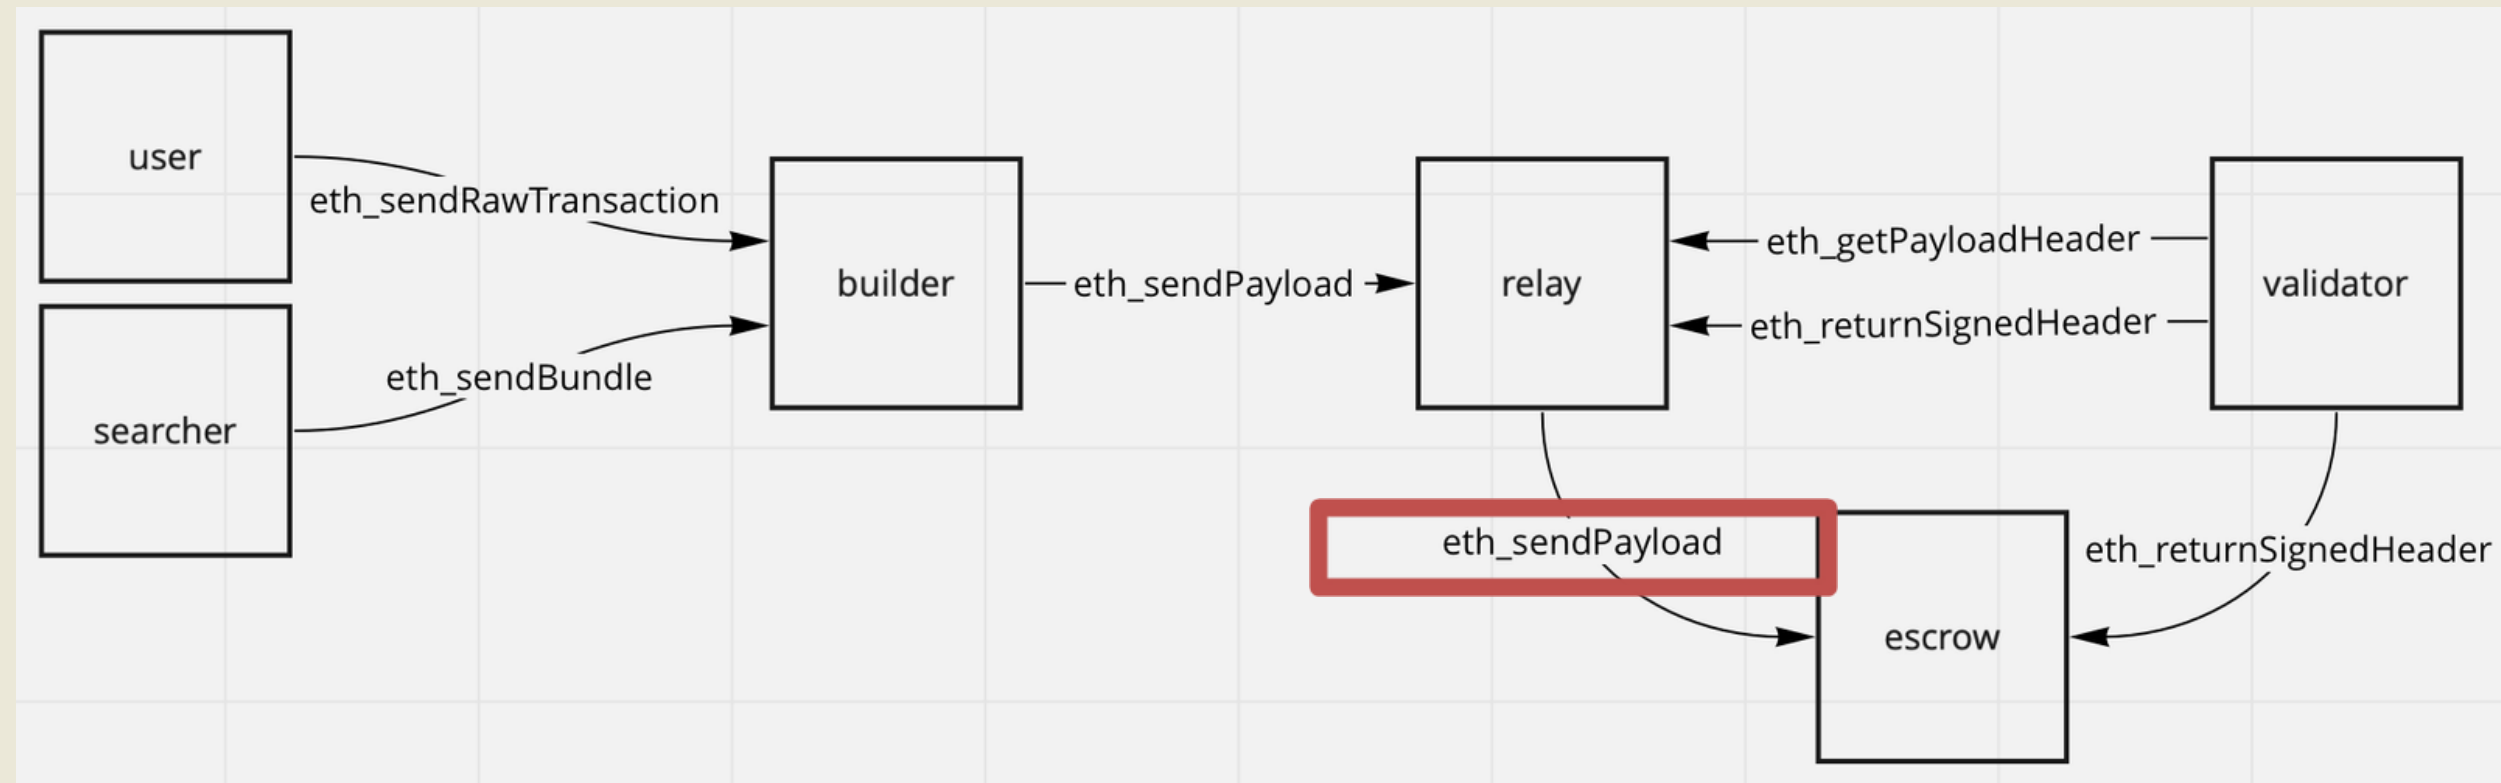 user
eth_sendRawTransaction
searcher
eth_sendBundle
builder
eth_sendPayload
relay
eth_getPayloadHeader
eth_returnSignedHeader
validator
eth_sendPayload
escrow
eth_returnSignedHeader